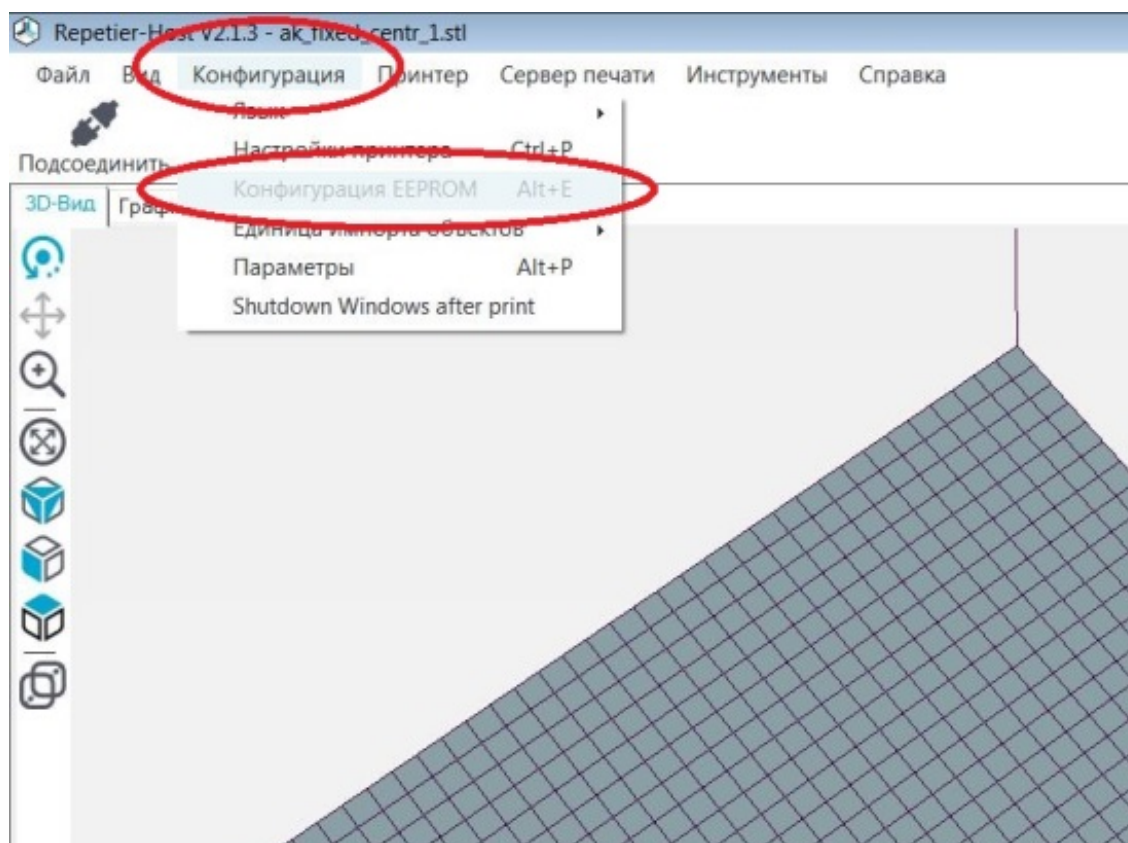 Repetier-Host V2.1.3 - ak_fixed_centr_1.stl
Файл Вид Конфигурация Принтер Сервер печати Инструменты Справка
Язык
Подсоединить
Настройки принтера Ctrl+P
Конфигурация EEPROM Alt+E
3D-Вид
Единица импорта объектов
Параметры Alt+P
Shutdown Windows after print